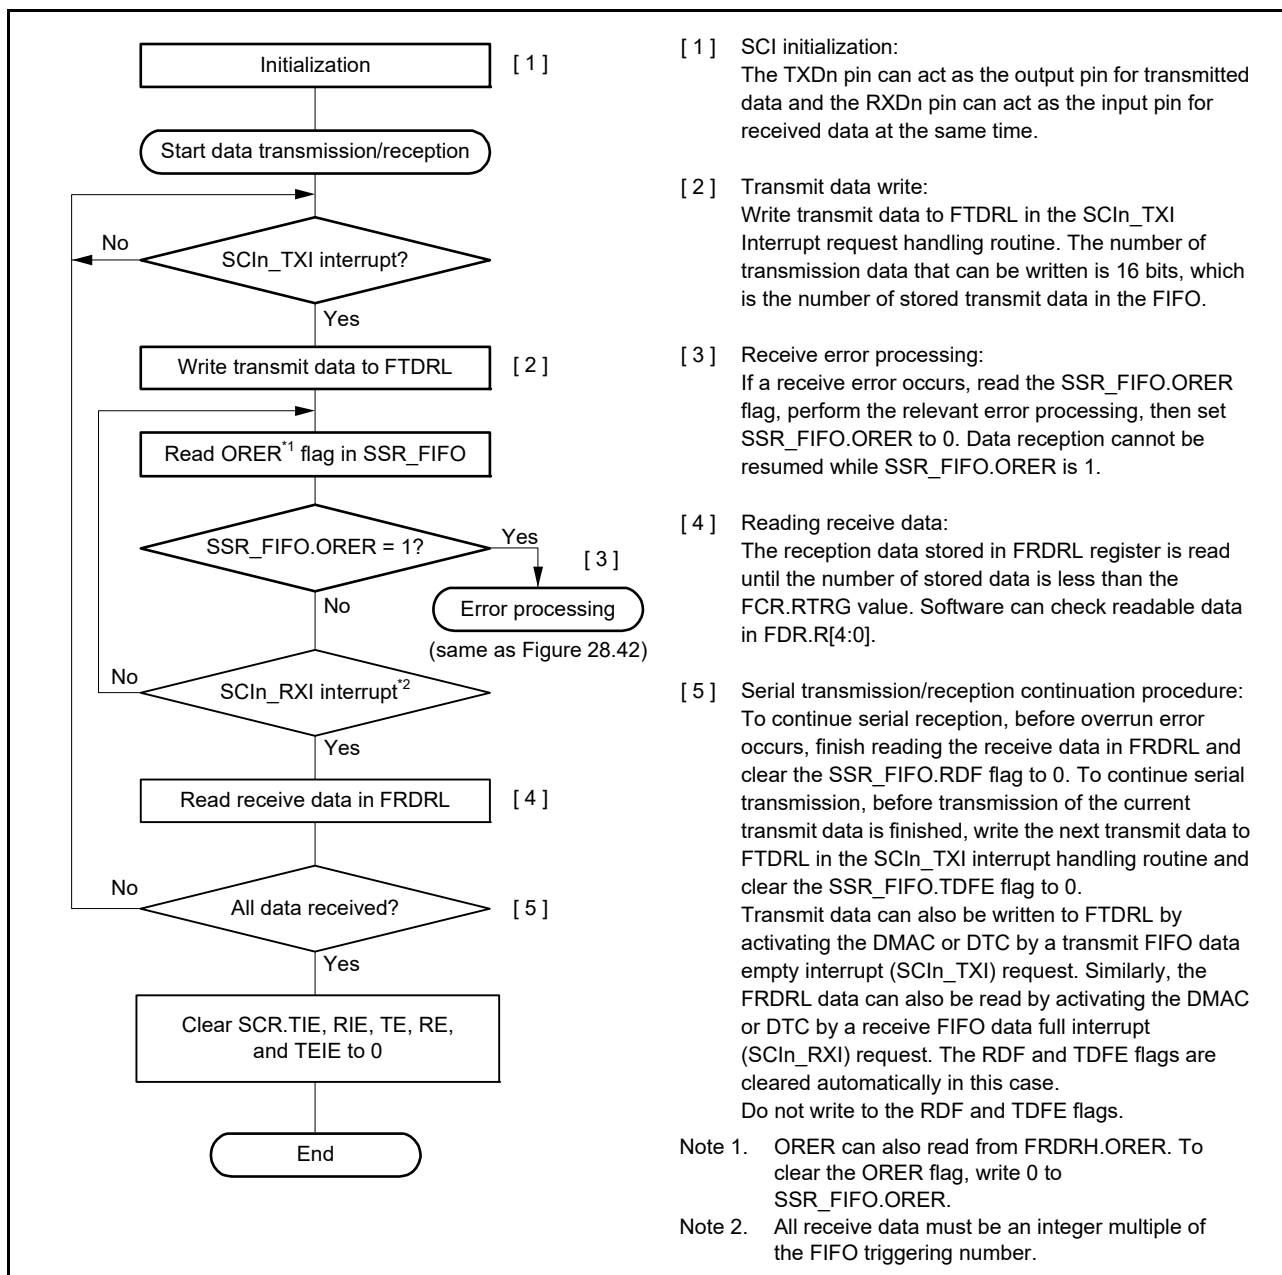 Initialization
[ 1 ]
Start data transmission/reception
No
SCIn_TXI interrupt?
Yes
Write transmit data to FTDRL
[ 2 ]
Read ORER*1 flag in SSR_FIFO
SSR_FIFO.ORER = 1?
Yes
[ 3 ]
No
Error processing
(same as Figure 28.42)
No
SCIn_RXI interrupt*2
Yes
Read receive data in FRDRL
[ 4 ]
No
All data received?
[ 5 ]
Yes
Clear SCR.TIE, RIE, TE, RE,
and TEIE to 0
End
[ 1 ] SCI initialization:
The TXDn pin can act as the output pin for transmitted
data and the RXDn pin can act as the input pin for
received data at the same time.
[ 2 ] Transmit data write:
Write transmit data to FTDRL in the SCIn_TXI
Interrupt request handling routine. The number of
transmission data that can be written is 16 bits, which
is the number of stored transmit data in the FIFO.
[ 3 ] Receive error processing:
If a receive error occurs, read the SSR_FIFO.ORER
flag, perform the relevant error processing, then set
SSR_FIFO.ORER to 0. Data reception cannot be
resumed while SSR_FIFO.ORER is 1.
[ 4 ] Reading receive data:
The reception data stored in FRDRL register is read
until the number of stored data is less than the
FCR.RTRG value. Software can check readable data
in FDR.R[4:0].
[ 5 ] Serial transmission/reception continuation procedure:
To continue serial reception, before overrun error
occurs, finish reading the receive data in FRDRL and
clear the SSR_FIFO.RDF flag to 0. To continue serial
transmission, before transmission of the current
transmit data is finished, write the next transmit data to
FTDRL in the SCIn_TXI interrupt handling routine and
clear the SSR_FIFO.TDFE flag to 0.
Transmit data can also be written to FTDRL by
activating the DMAC or DTC by a transmit FIFO data
empty interrupt (SCIn_TXI) request. Similarly, the
FRDRL data can also be read by activating the DMAC
or DTC by a receive FIFO data full interrupt
(SCIn_RXI) request. The RDF and TDFE flags are
cleared automatically in this case.
Do not write to the RDF and TDFE flags.
Note 1. ORER can also read from FRDRH.ORER. To
clear the ORER flag, write 0 to
SSR_FIFO.ORER.
Note 2. All receive data must be an integer multiple of
the FIFO triggering number.